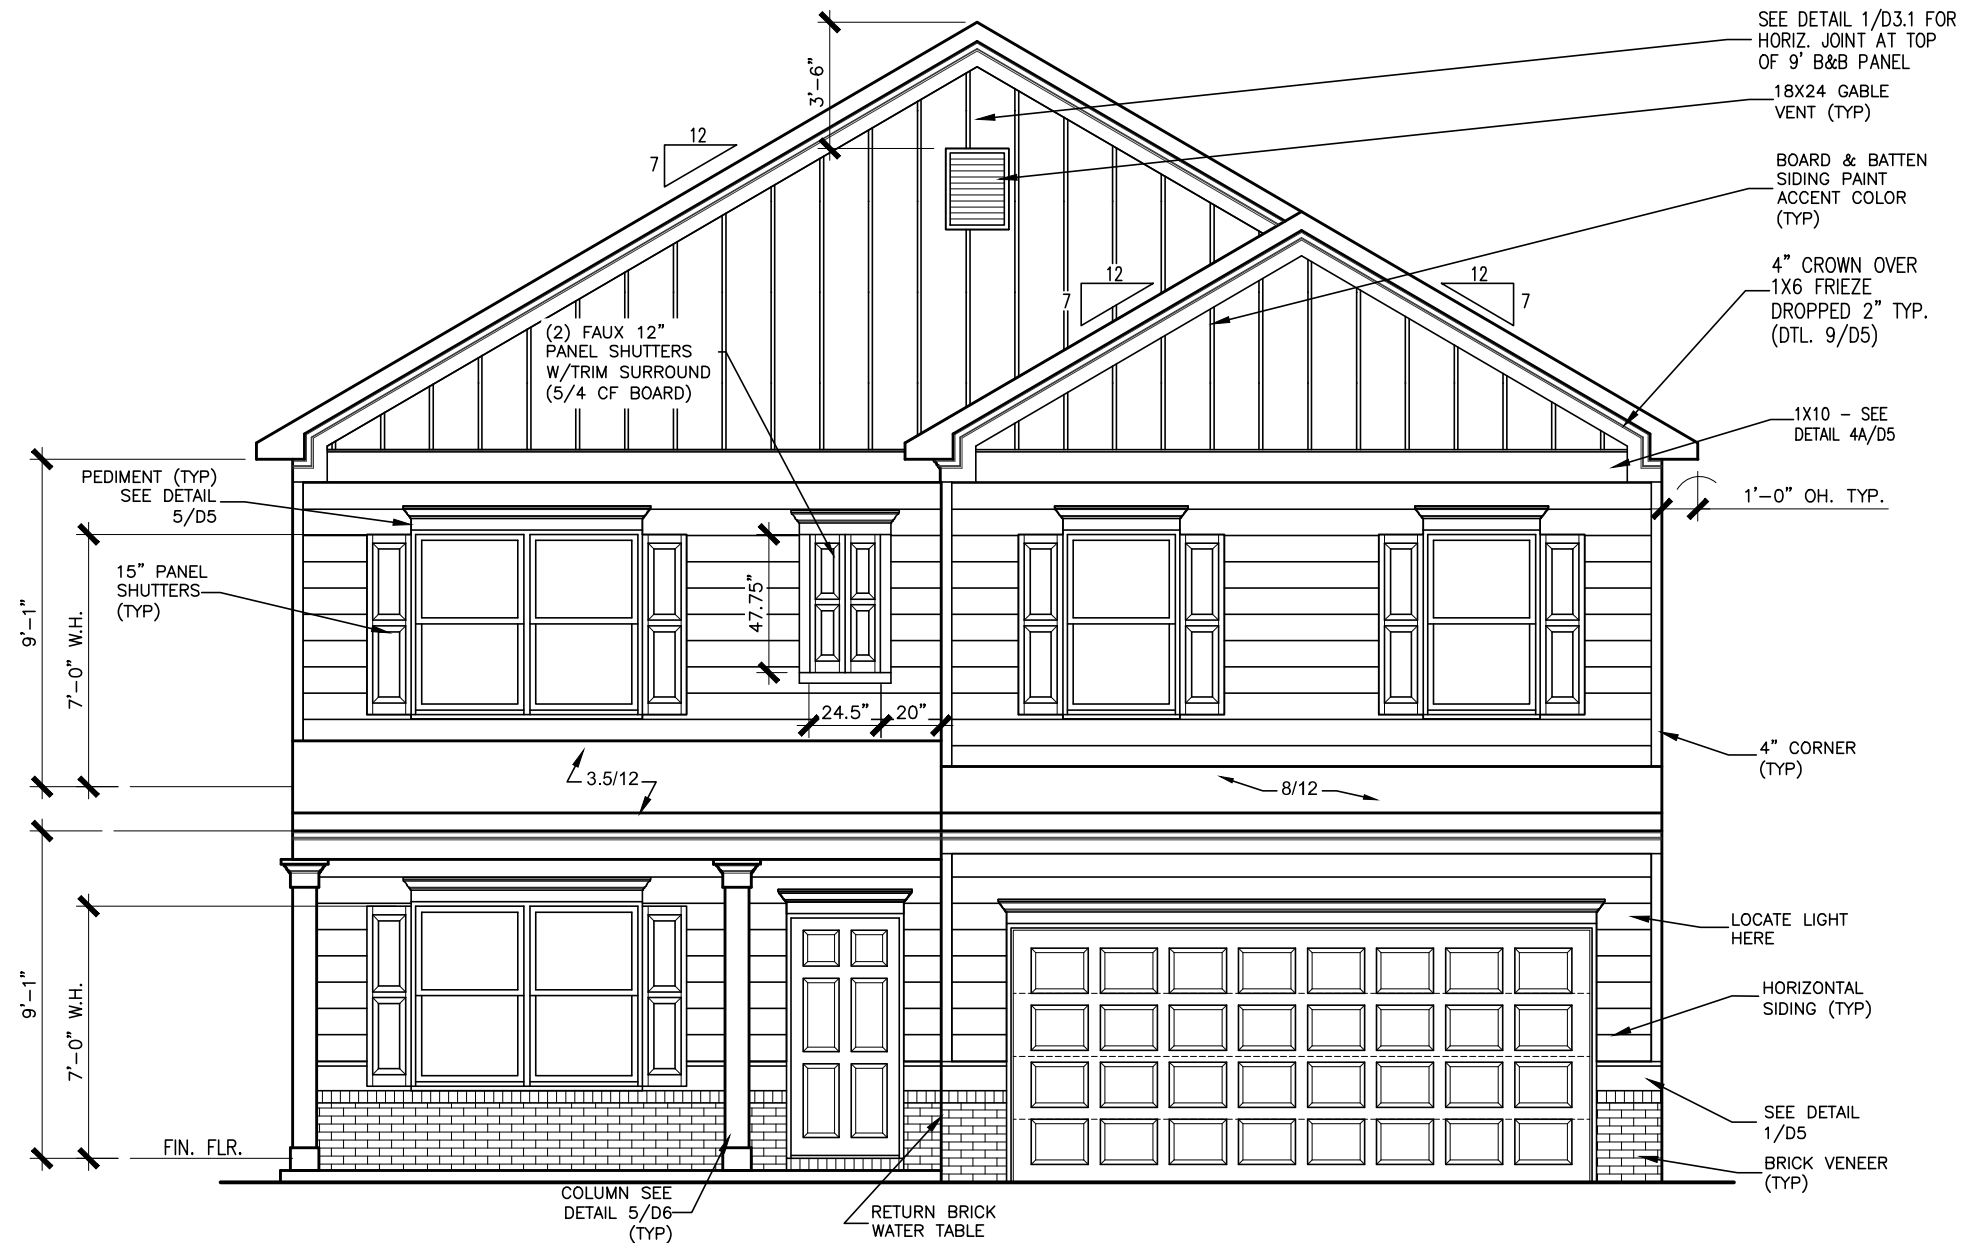 SEE DETAIL 1/D3.1 FOR
HORIZ. JOINT AT TOP
OF 9' B&B PANEL
3'-6"
18X24 GABLE
VENT (TYP)
12
7
BOARD & BATTEN
SIDING PAINT
ACCENT COLOR
(TYP)
4" CROWN OVER
1X6 FRIEZE
DROPPED 2" TYP.
(DTL. 9/D5)
12
7
12
7
(2) FAUX 12"
PANEL SHUTTERS
W/TRIM SURROUND
(5/4 CF BOARD)
1X10 - SEE
DETAIL 4A/D5
PEDIMENT (TYP)
SEE DETAIL
5/D5
1'-0" OH. TYP.
15" PANEL
SHUTTERS
(TYP)
9'-1"
7'-0" W.H.
47.75"
24.5"
20"
4" CORNER
(TYP)
3.5/12
8/12
LOCATE LIGHT
HERE
HORIZONTAL
SIDING (TYP)
9'-1"
7'-0" W.H.
SEE DETAIL
1/D5
FIN. FLR.
BRICK VENEER
(TYP)
COLUMN SEE
DETAIL 5/D6
(TYP)
RETURN BRICK
WATER TABLE